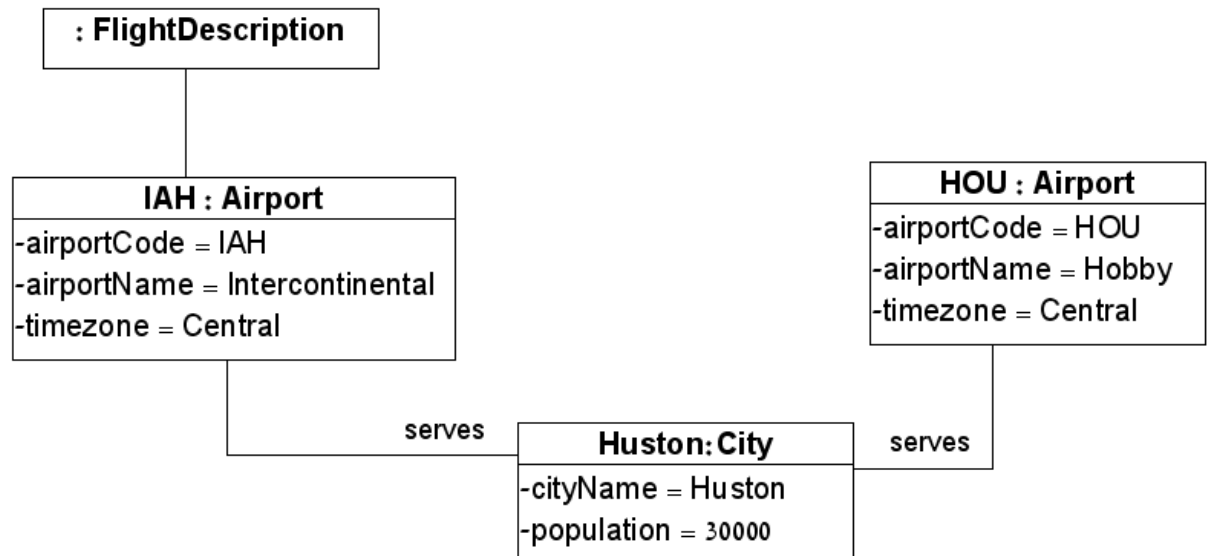 : FlightDescription
IAH : Airport
-airportCode = IAH
-airportName = Intercontinental
-timezone = Central
HOU : Airport
-airportCode = HOU
-airportName = Hobby
-timezone = Central
serves
serves
Huston:City
-cityName = Huston
-population = 30000